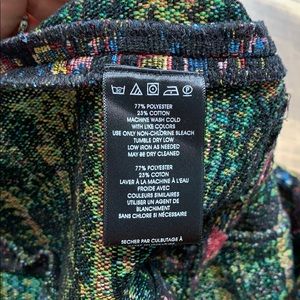 77% POLYESTER
23% COTTON
MACHINE WASH COLD
WITH LIKE COLORS
USE ONLY NON-CHLORINE BLEACH
TUMBLE DRY LOW
LOW IRON AS NEEDED
MAY BE DRY CLEANED
77% POLYESTER
23% COTTON
LAVER À LA MACHINE À L'EAU
FROIDE AVEC
COULEURS SIMILAIRES
UTILISER UN AGENT DE
BLANCHIMENT
SANS CHLORE SI NÉCESSAIRE
SÉCHER PAR CULBUTAGE À